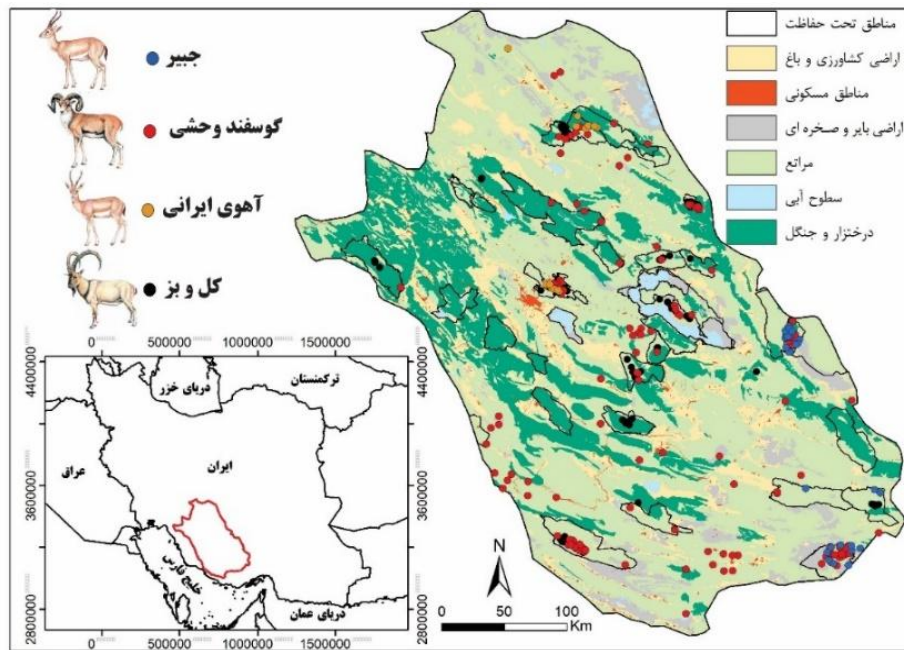 جبیر
گوسفند وحشی
آهوی ایرانی
کل و بز
مناطق تحت حفاظت
اراضی کشاورزی و باغ
مناطق مسکونی
اراضی بایر و صخره ای
مراتع
سطوح آبی
درختزار و جنگل
0 500000 1000000 1500000
4400000
3600000
2800000
دریای خزر
ترکمنستان
عراق
ایران
خلیج فارس
دریای عمان
4400000
3600000
2800000
0 500000 1000000 1500000
N
0 50 100
Km